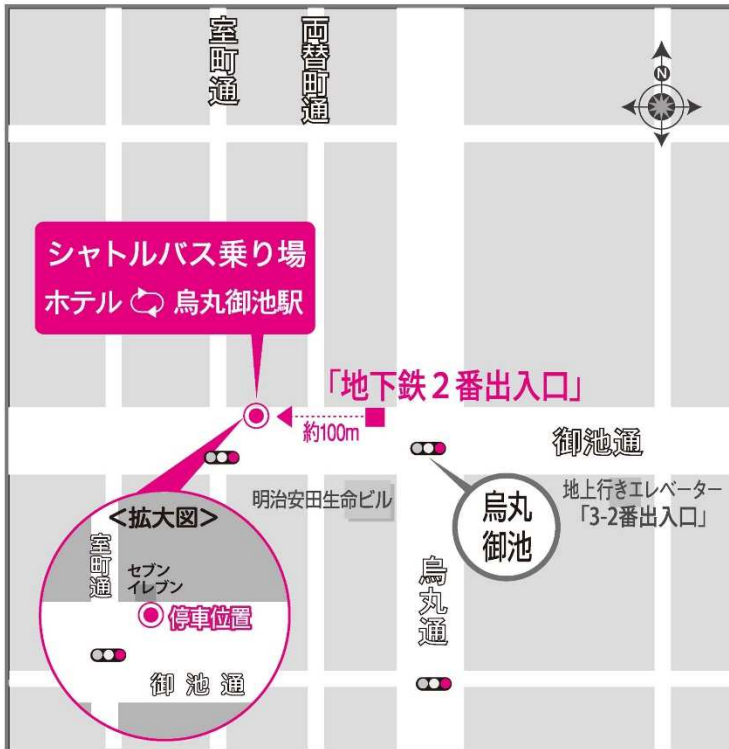 室町通
両替町通
N
シャトルバス乗り場
ホテル 烏丸御池駅
「地下鉄2番出入口」
約100m
御池通
地上行きエレベーター
「3-2番出入口」
明治安田生命ビル
烏丸
御池
烏丸通
＜拡大図＞
室町通
セブン
イレブン
停車位置
御池通